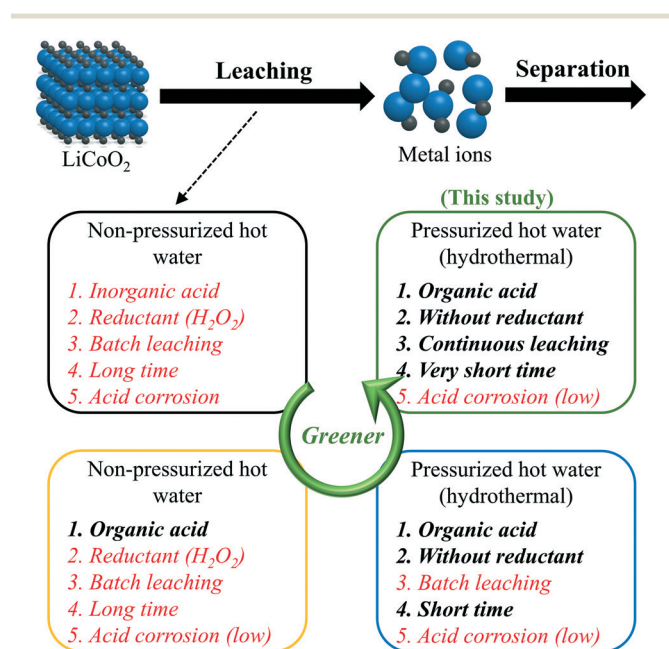 Leaching
Separation
LiCoO₂
Metal ions
(This study)
Non-pressurized hot
water
1. Inorganic acid
2. Reductant (H₂O₂)
3. Batch leaching
4. Long time
5. Acid corrosion
Pressurized hot water
(hydrothermal)
1. Organic acid
2. Without reductant
3. Continuous leaching
4. Very short time
5. Acid corrosion (low)
Greener
Non-pressurized hot
water
1. Organic acid
2. Reductant (H₂O₂)
3. Batch leaching
4. Long time
5. Acid corrosion (low)
Pressurized hot water
(hydrothermal)
1. Organic acid
2. Without reductant
3. Batch leaching
4. Short time
5. Acid corrosion (low)